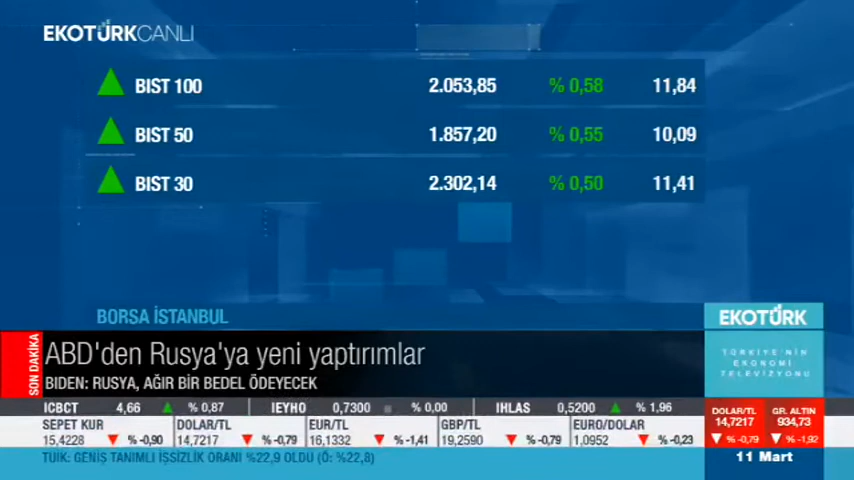 EKOTÜRK CANLI
BIST 100 2.053,85 % 0,58 11,84
BIST 50 1.857,20 % 0,55 10,09
BIST 30 2.302,14 % 0,50 11,41
BORSA İSTANBUL
EKOTÜRK
TÜRKİYE'NİN
EKONOMİ
TELEVİZYONU
SON DAKİKA
ABD'den Rusya'ya yeni yaptırımlar
BIDEN: RUSYA, AĞIR BİR BEDEL ÖDEYECEK
ICBCT 4,66 % 0,87 IEYHO 0,7300 % 0,00 IHLAS 0,5200 % 1,96
SEPET KUR DOLAR/TL EUR/TL GBP/TL EURO/DOLAR
15,4228 % -0,90 14,7217 % -0,79 16,1332 % -1,41 19,2590 % -0,79 1,0952 % -0,23
DOLAR/TL GR. ALTIN
14,7217 934,73
% -0,79 % -1,92
TÜİK: GENİŞ TANIMLI İŞSİZLİK ORANI %22,9 OLDU (Ö: %22,8)
11 Mart